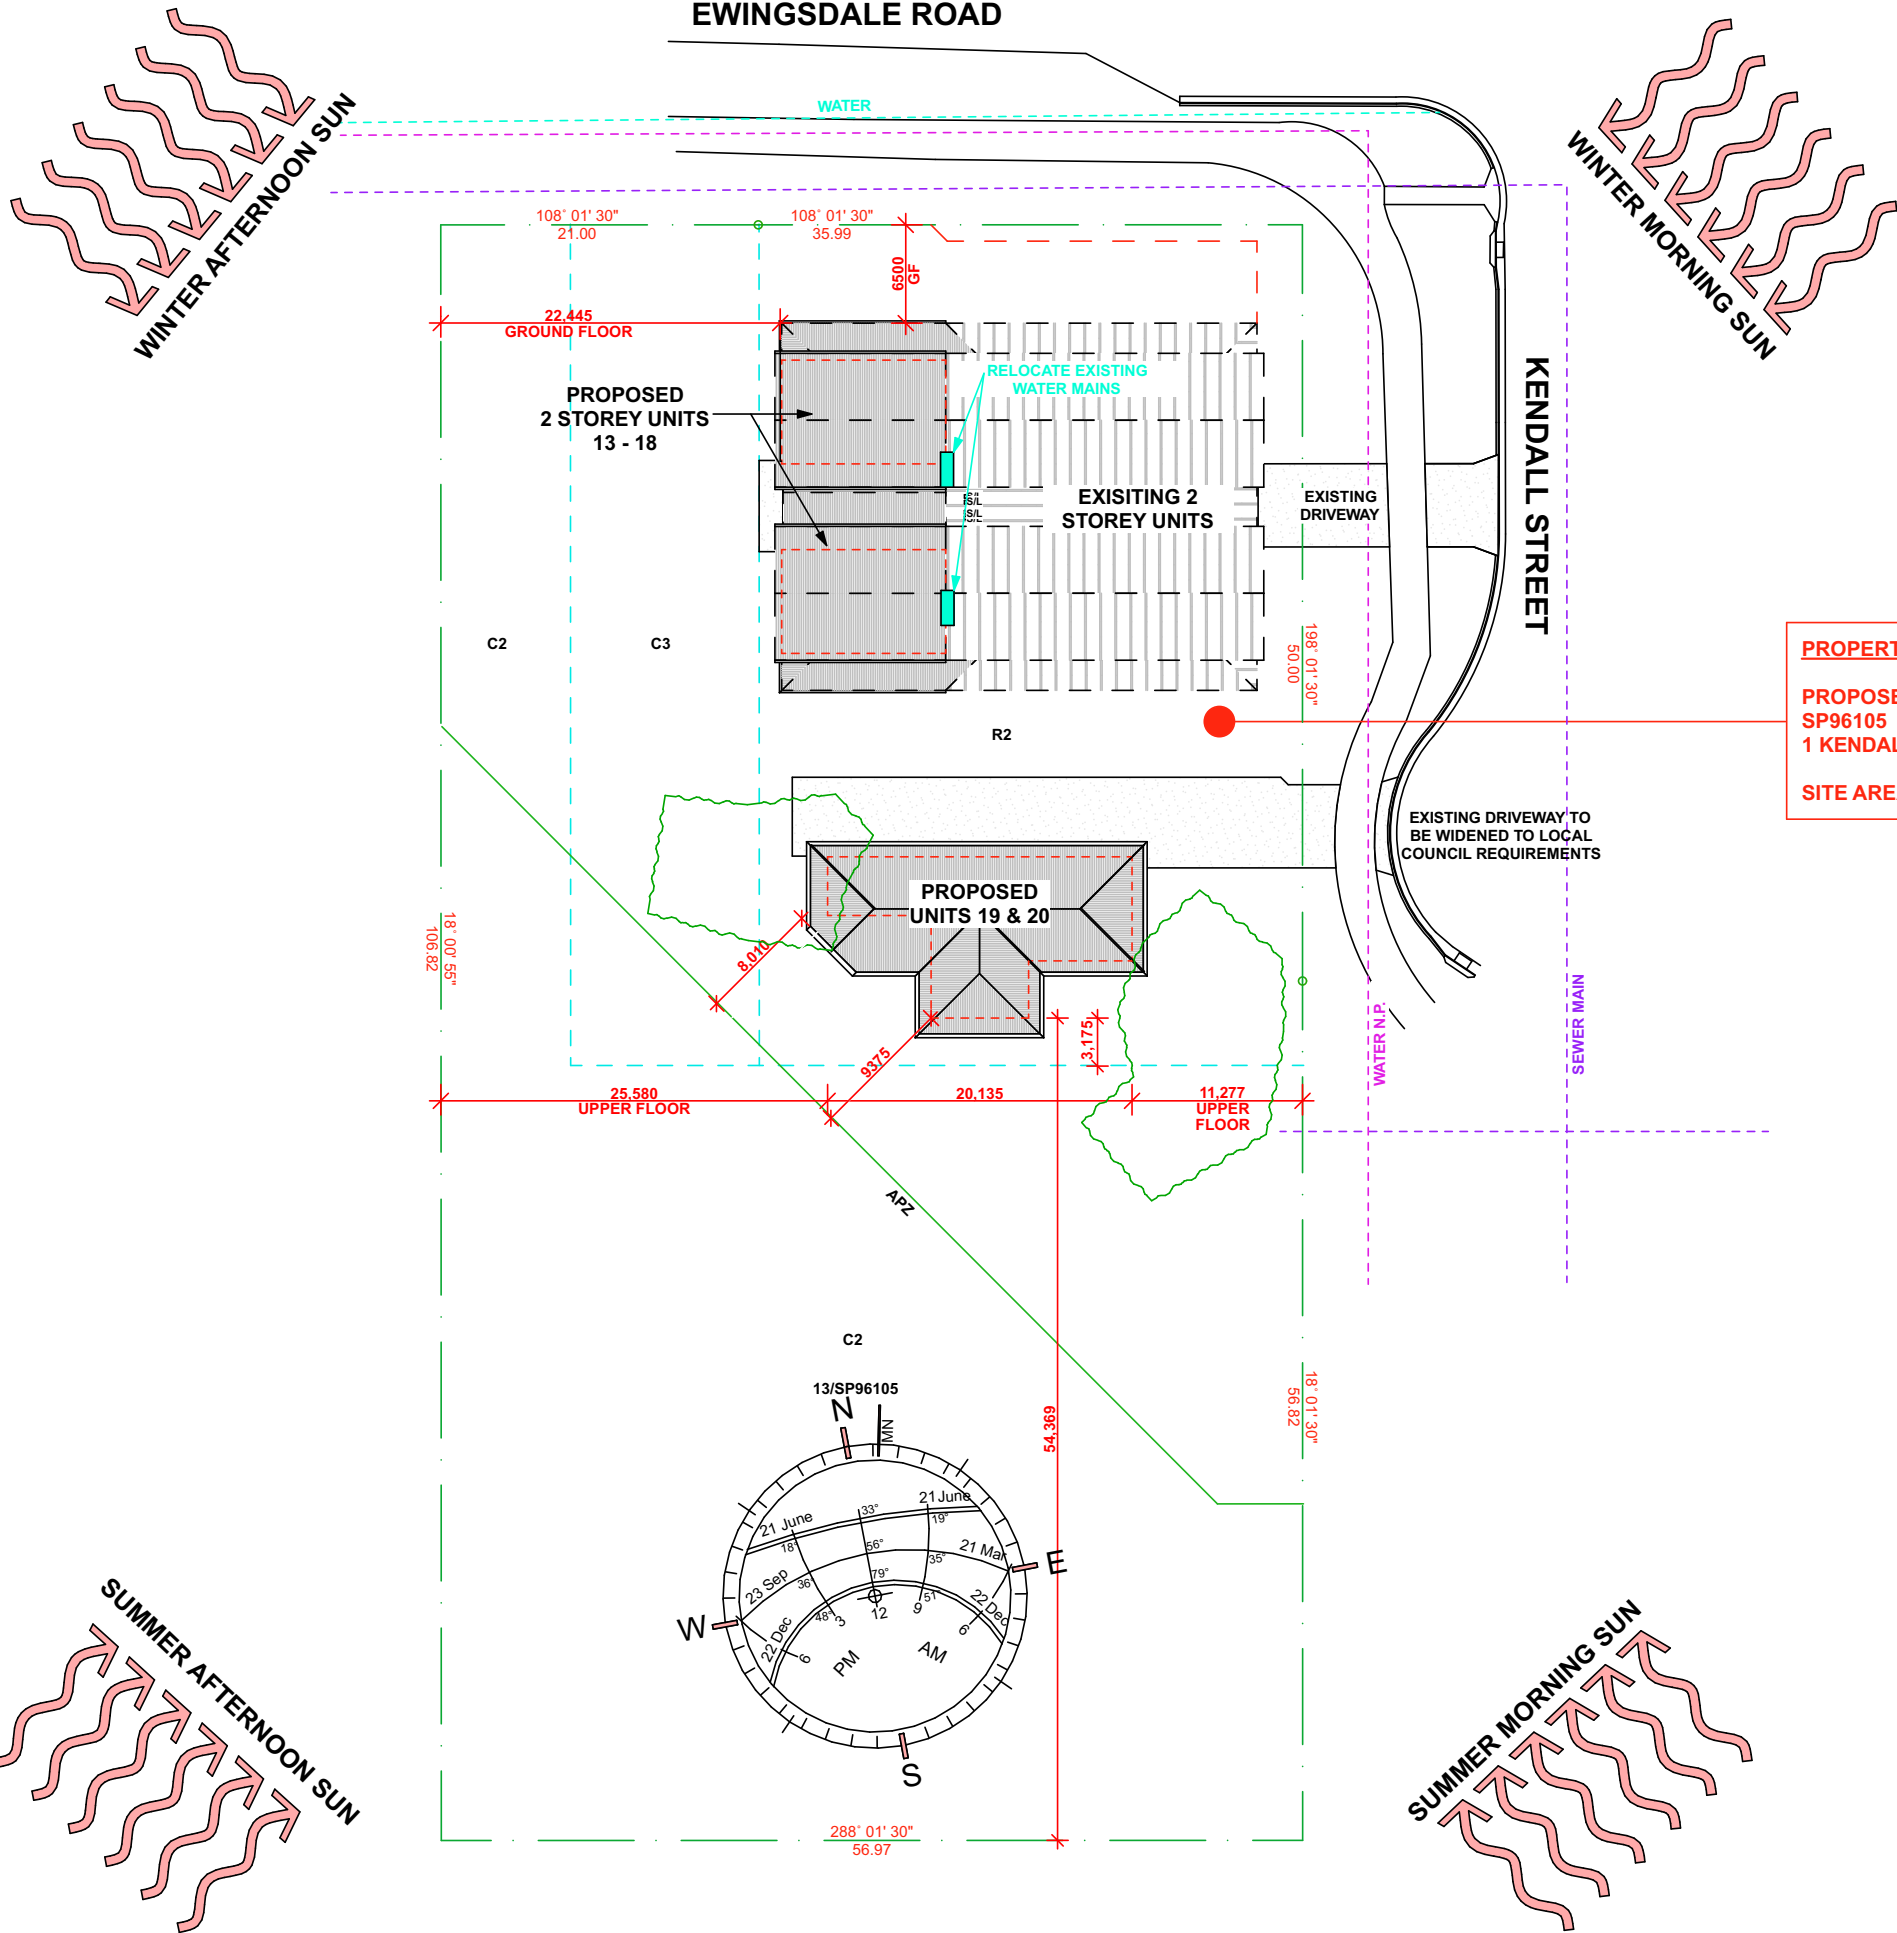 EWINGSDALE ROAD
WINTER AFTERNOON SUN
WINTER MORNING SUN
WATER
108° 01' 30"
21.00
108° 01' 30"
35.99
6500
GF
22,445
GROUND FLOOR
RELOCATE EXISTING
WATER MAINS
PROPOSED
2 STOREY UNITS
13 - 18
KENDALL STREET
EXISITING 2
STOREY UNITS
EXISTING
DRIVEWAY
S/L
S/L
C2
C3
198° 01' 30"
50.00
PROPERT
PROPOSE
SP96105
1 KENDAL
SITE ARE
R2
EXISTING DRIVEWAY TO
BE WIDENED TO LOCAL
COUNCIL REQUIREMENTS
PROPOSED
UNITS 19 & 20
18° 00' 55"
106.82
8,010
9375
3,175
WATER N.P.
SEWER MAIN
25,580
UPPER FLOOR
20,135
11,277
UPPER
FLOOR
APZ
C2
13/SP96105
18° 01' 30"
56.82
54,369
N
MN
21 June
33°
21 June
19°
18°
56°
35°
21 Mar
E
23 Sep
36°
79°
51°
22 Dec
W
22 Dec
48°
3
12
9
6
6
PM
AM
S
SUMMER AFTERNOON SUN
SUMMER MORNING SUN
288° 01' 30"
56.97